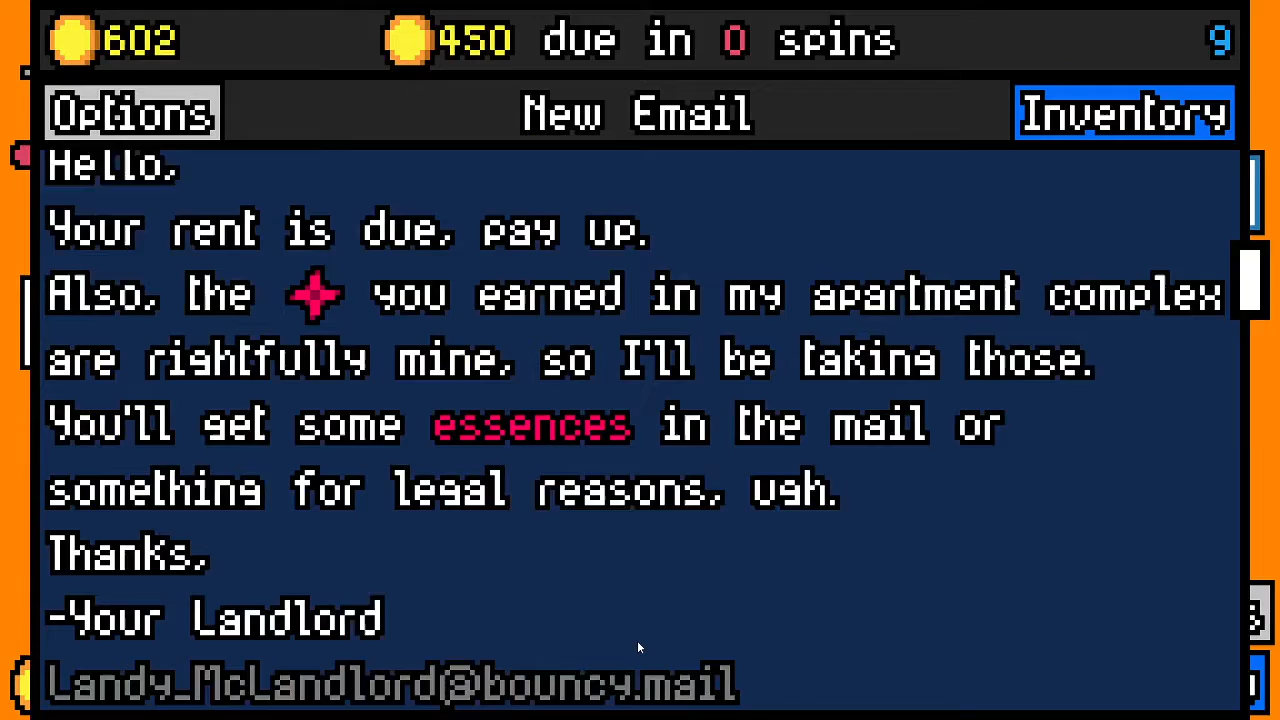 602 450 due in 0 spins 9
Options New Email Inventory
Hello,
Your rent is due, pay up.
Also, the you earned in my apartment complex
are rightfully mine, so I'll be taking those.
You'll get some essences in the mail or
something for legal reasons, ugh.
Thanks,
-Your Landlord
Landy_McLandlord@bouncy.mail